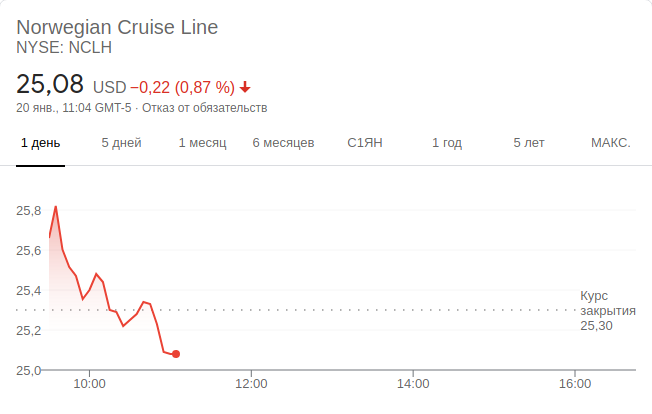 Norwegian Cruise Line
NYSE: NCLH
25,08 USD −0,22 (0,87 %)
20 янв., 11:04 GMT-5 · Отказ от обязательств
1 день 5 дней 1 месяц 6 месяцев С1ЯН 1 год 5 лет МАКС.
25,8
25,6
25,4
Курс
закрытия
25,30
25,2
25,0
10:00 12:00 14:00 16:00